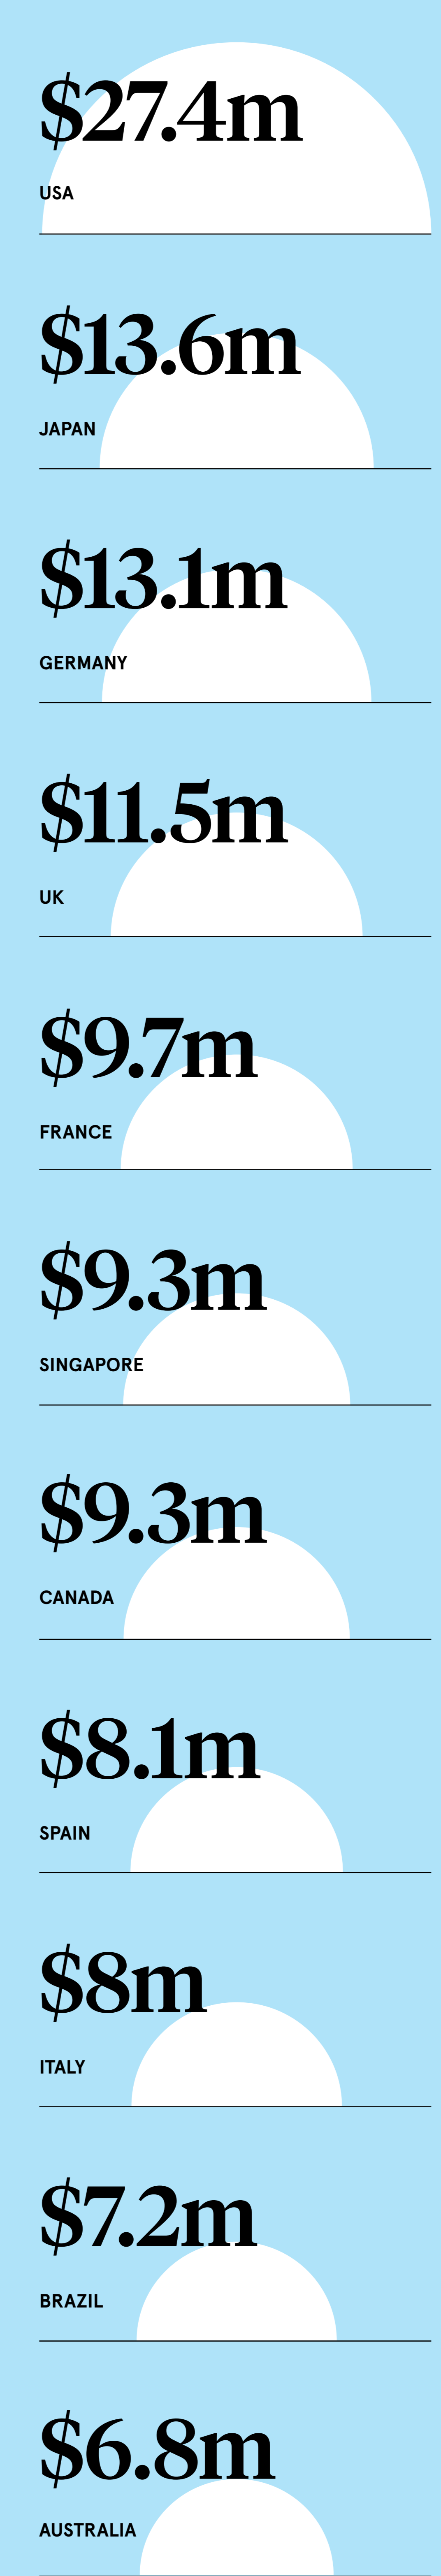 $27.4m
USA
$13.6m
JAPAN
$13.1m
GERMANY
$11.5m
UK
$9.7m
FRANCE
$9.3m
SINGAPORE
$9.3m
CANADA
$8.1m
SPAIN
$8m
ITALY
$7.2m
BRAZIL
$6.8m
AUSTRALIA